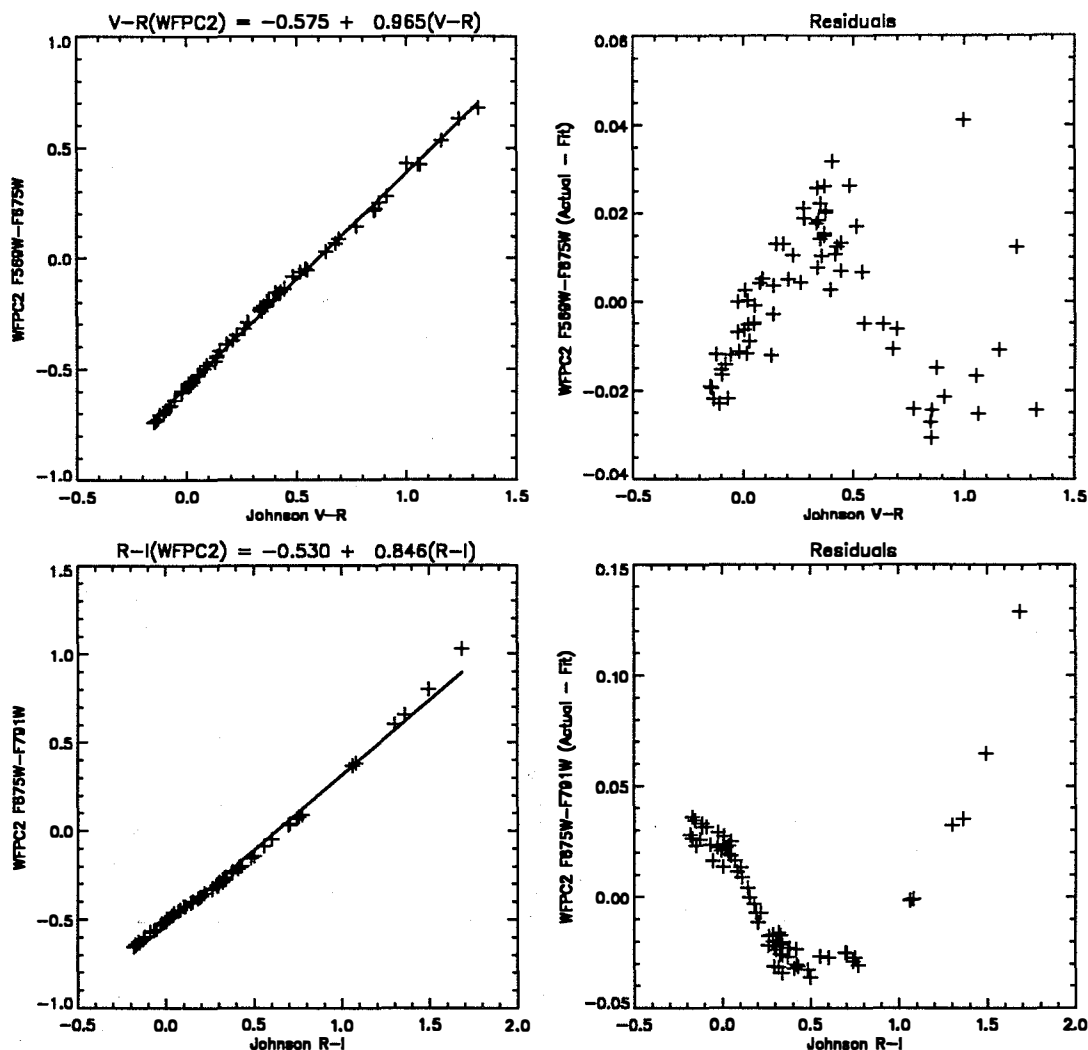 V-R(WFPC2) = -0.575 + 0.965(V-R)
1.0
0.5
0.0
-0.5
-1.0
WFPC2 F569W-F675W
-0.5 0.0 0.5 1.0 1.5
Johnson V-R
Residuals
0.06
0.04
0.02
0.00
-0.02
-0.04
WFPC2 F569W-F675W (Actual - Fit)
-0.5 0.0 0.5 1.0 1.5
Johnson V-R
R-I(WFPC2) = -0.530 + 0.846(R-I)
1.5
1.0
0.5
0.0
-0.5
-1.0
WFPC2 F675W-F791W
-0.5 0.0 0.5 1.0 1.5 2.0
Johnson R-I
Residuals
0.15
0.10
0.05
0.00
-0.05
WFPC2 F675W-F791W (Actual - Fit)
-0.5 0.0 0.5 1.0 1.5 2.0
Johnson R-I